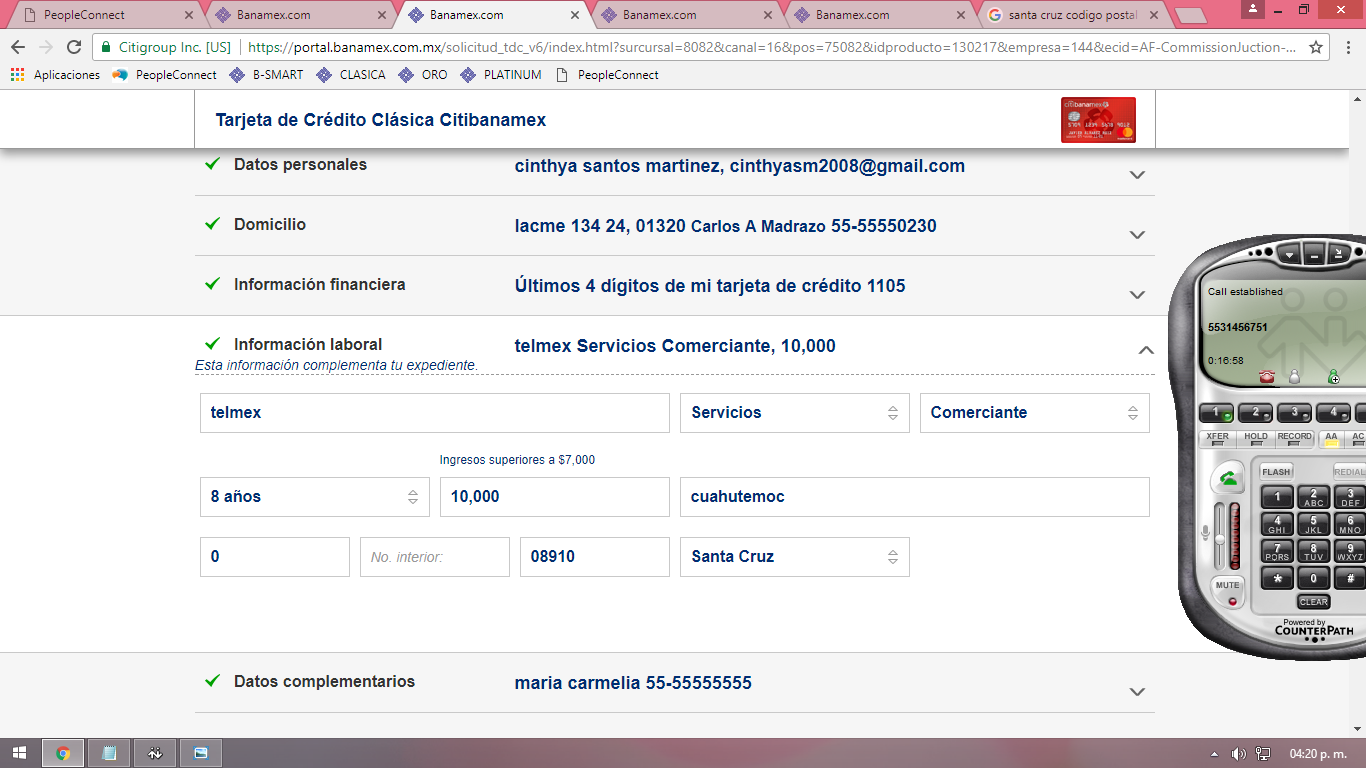 PeopleConnect
Banamex.com
Banamex.com
Banamex.com
Banamex.com
santa cruz codigo postal
Citigroup Inc. [US] https://portal.banamex.com.mx/solicitud_tdc_v6/index.html?surcursal=8082&canal=16&pos=75082&idproducto=130217&empresa=144&ecid=AF-CommissionJuction-...
Aplicaciones PeopleConnect B-SMART CLASICA ORO PLATINUM PeopleConnect
Tarjeta de Crédito Clásica Citibanamex
Datos personales cinthya santos martinez, cinthyasm2008@gmail.com
Domicilio lacme 134 24, 01320 Carlos A Madrazo 55-55550230
Información financiera Últimos 4 dígitos de mi tarjeta de crédito 1105
Información laboral telmex Servicios Comerciante, 10,000
Esta información complementa tu expediente.
telmex Servicios Comerciante
Ingresos superiores a $7,000
8 años 10,000 cuahutemoc
0 No. interior: 08910 Santa Cruz
Datos complementarios maria carmelia 55-55555555
Call established
5531456751
0:16:58
1 2 3 4
XFER HOLD RECORD AA AC
FLASH REDIAL
1 2 ABC 3 DEF
4 GHI 5 JKL 6 MNO
7 PQRS 8 TUV 9 WXYZ
* 0 #
MUTE
CLEAR
Powered by
COUNTERPATH
04:20 p. m.